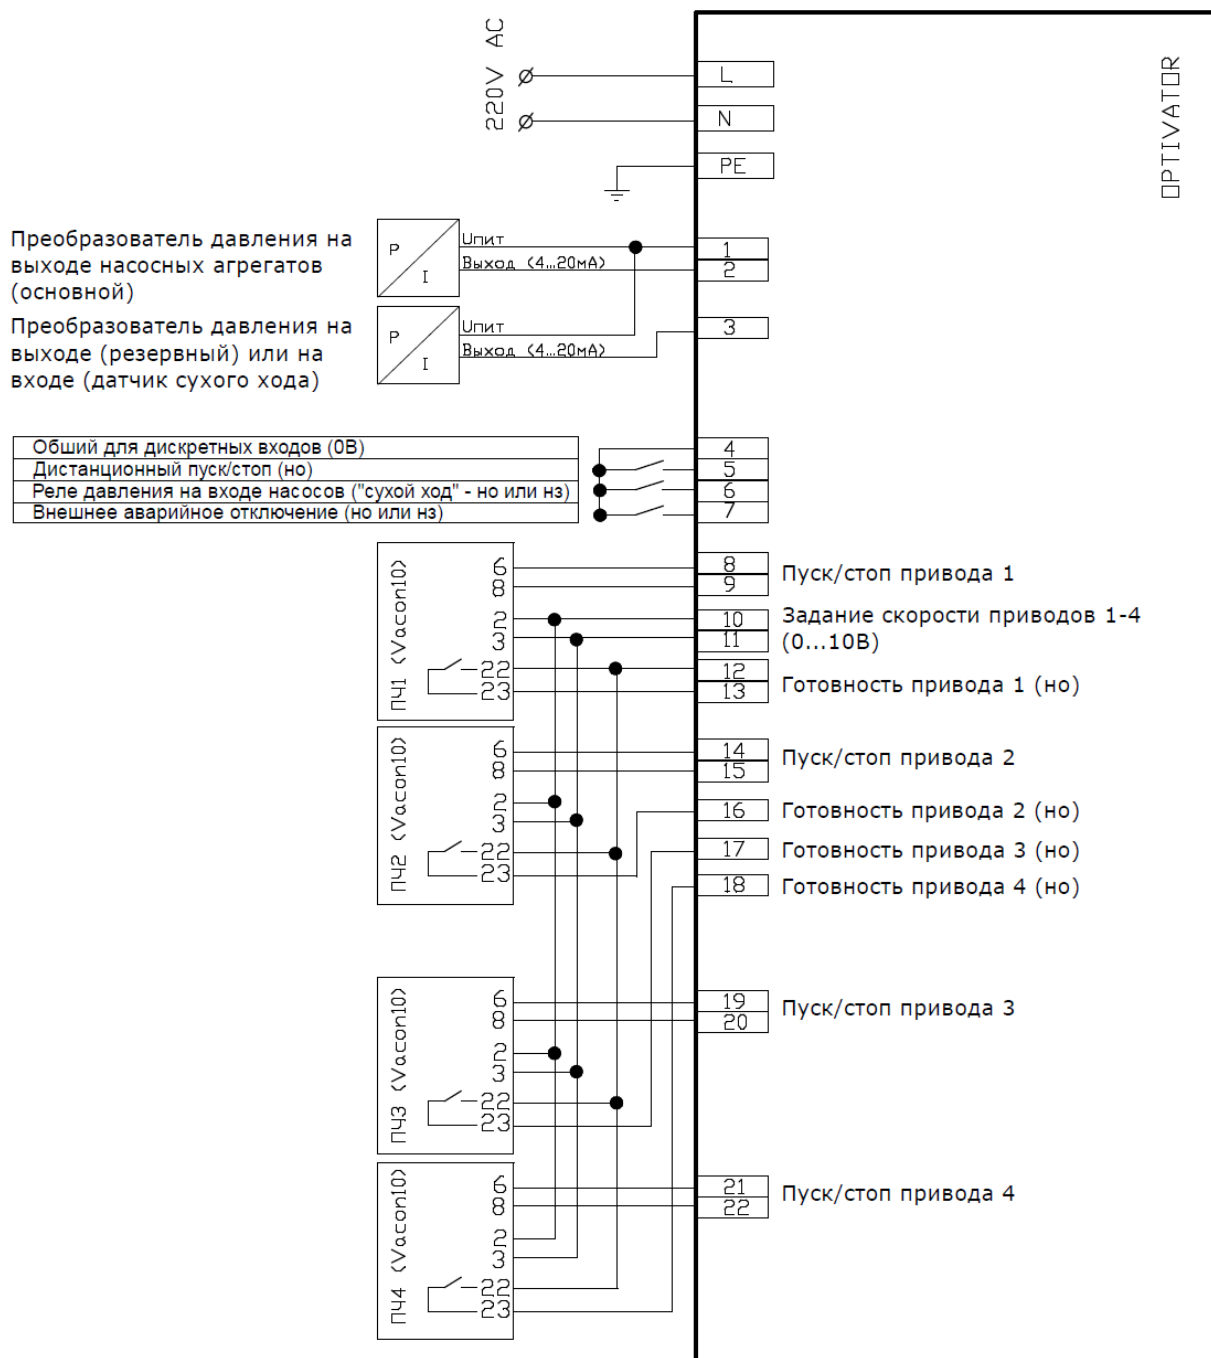 220V AC
L
N
PE
OPTIVATOR
Преобразователь давления на
выходе насосных агрегатов
(основной)
P
I
Uпит
Выход (4...20мА)
1
2
Преобразователь давления на
выходе (резервный) или на
входе (датчик сухого хода)
P
I
Uпит
Выход (4...20мА)
3
Обший для дискретных входов (0В)
4
Дистанционный пуск/стоп (но)
5
Реле давления на входе насосов ("сухой ход" - но или нз)
6
Внешнее аварийное отключение (но или нз)
7
ПЧ1 (Vacon10)
6
8
2
3
22
23
8
9
Пуск/стоп привода 1
10
11
Задание скорости приводов 1-4
(0...10В)
12
13
Готовность привода 1 (но)
ПЧ2 (Vacon10)
6
8
2
3
22
23
14
15
Пуск/стоп привода 2
16
Готовность привода 2 (но)
17
Готовность привода 3 (но)
18
Готовность привода 4 (но)
ПЧ3 (Vacon10)
6
8
2
3
22
23
19
20
Пуск/стоп привода 3
ПЧ4 (Vacon10)
6
8
2
3
22
23
21
22
Пуск/стоп привода 4